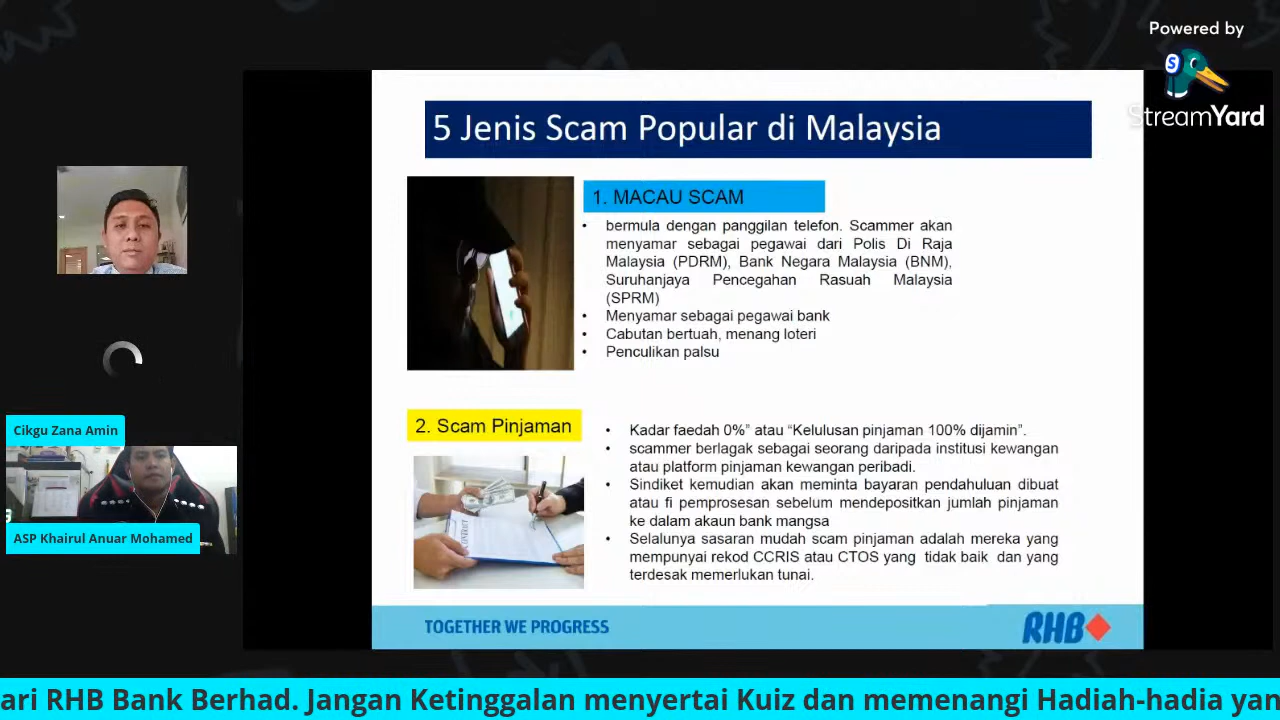 Powered by
StreamYard
5 Jenis Scam Popular di Malaysia
1. MACAU SCAM
• bermula dengan panggilan telefon. Scammer akan
menyamar sebagai pegawai dari Polis Di Raja
Malaysia (PDRM), Bank Negara Malaysia (BNM),
Suruhanjaya Pencegahan Rasuah Malaysia
(SPRM)
• Menyamar sebagai pegawai bank
• Cabutan bertuah, menang loteri
• Penculikan palsu
2. Scam Pinjaman
• Kadar faedah 0%” atau “Kelulusan pinjaman 100% dijamin”.
• scammer berlagak sebagai seorang daripada institusi kewangan
atau platform pinjaman kewangan peribadi.
• Sindiket kemudian akan meminta bayaran pendahuluan dibuat
atau fi pemprosesan sebelum mendepositkan jumlah pinjaman
ke dalam akaun bank mangsa
• Selalunya sasaran mudah scam pinjaman adalah mereka yang
mempunyai rekod CCRIS atau CTOS yang tidak baik dan yang
terdesak memerlukan tunai.
CONTRACT
TOGETHER WE PROGRESS
RHB
Cikgu Zana Amin
ASP Khairul Anuar Mohamed
ari RHB Bank Berhad. Jangan Ketinggalan menyertai Kuiz dan memenangi Hadiah-hadia yan